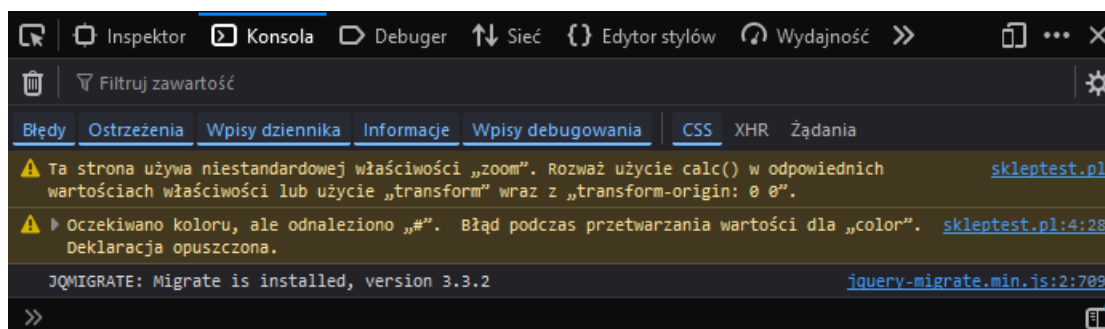 Inspektor Konsola Debuger Sieć {} Edytor stylów Wydajność
Filtruj zawartość
Błędy Ostrzeżenia Wpisy dziennika Informacje Wpisy debugowania CSS XHR Żądania
Ta strona używa niestandardowej właściwości „zoom”. Rozważ użycie calc() w odpowiednich skleptest.pl
wartościach właściwości lub użycie „transform” wraz z „transform-origin: 0 0”.
Oczekiwano koloru, ale odnaleziono „#”. Błąd podczas przetwarzania wartości dla „color”. skleptest.pl:4:28
Deklaracja opuszczona.
JQMIGRATE: Migrate is installed, version 3.3.2 jquery-migrate.min.js:2:709